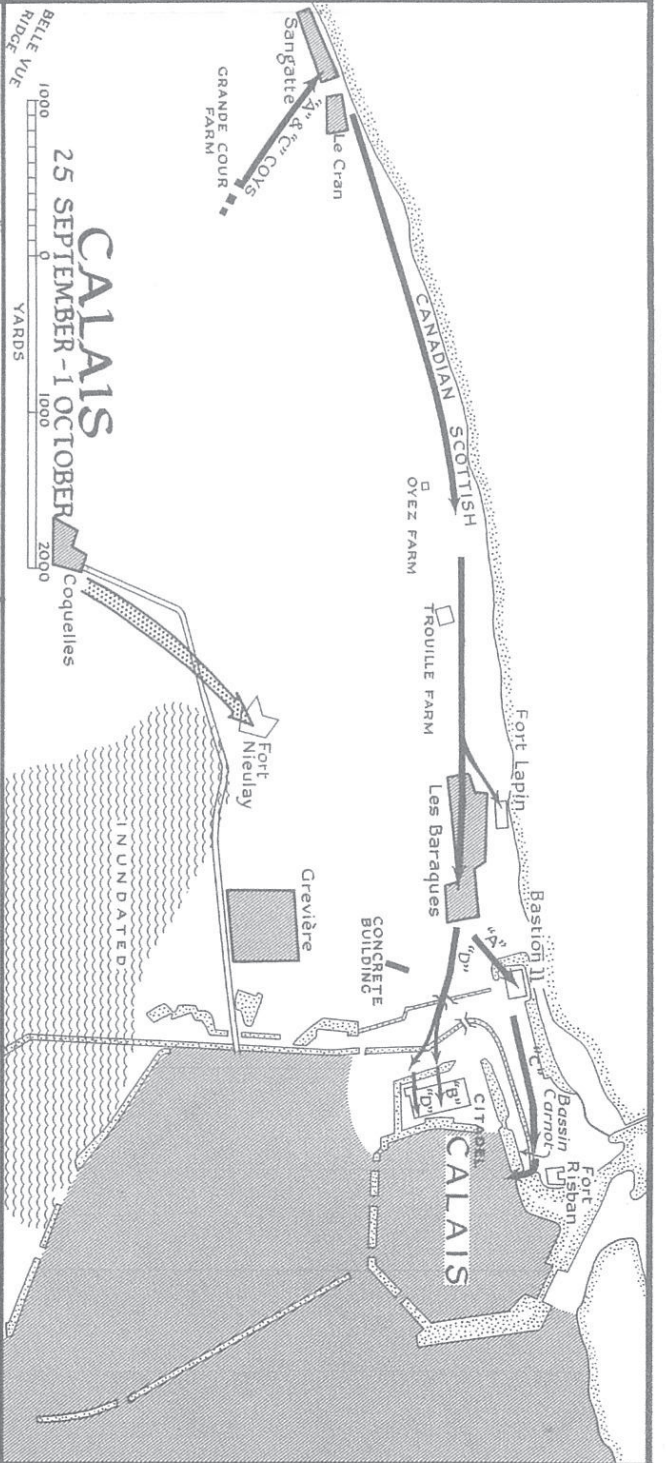 CALAIS
25 SEPTEMBER – 1 OCTOBER
1000 0 1000 2000
YARDS
BELLE VUE
RIDGE
Sangatte
Le Cran
"A" & "C" COYS
GRANDE COUR
FARM
CANADIAN SCOTTISH
OYEZ FARM
TROUILLE FARM
Fort Lapin
Les Baraques
Bastion 11
"A"
"D"
"C"
CONCRETE
BUILDING
Bassin
Carnot
Fort
Risban
CITADEL
"B"
"D"
CALAIS
Coquelles
Fort
Nieulay
Grevière
INUNDATED